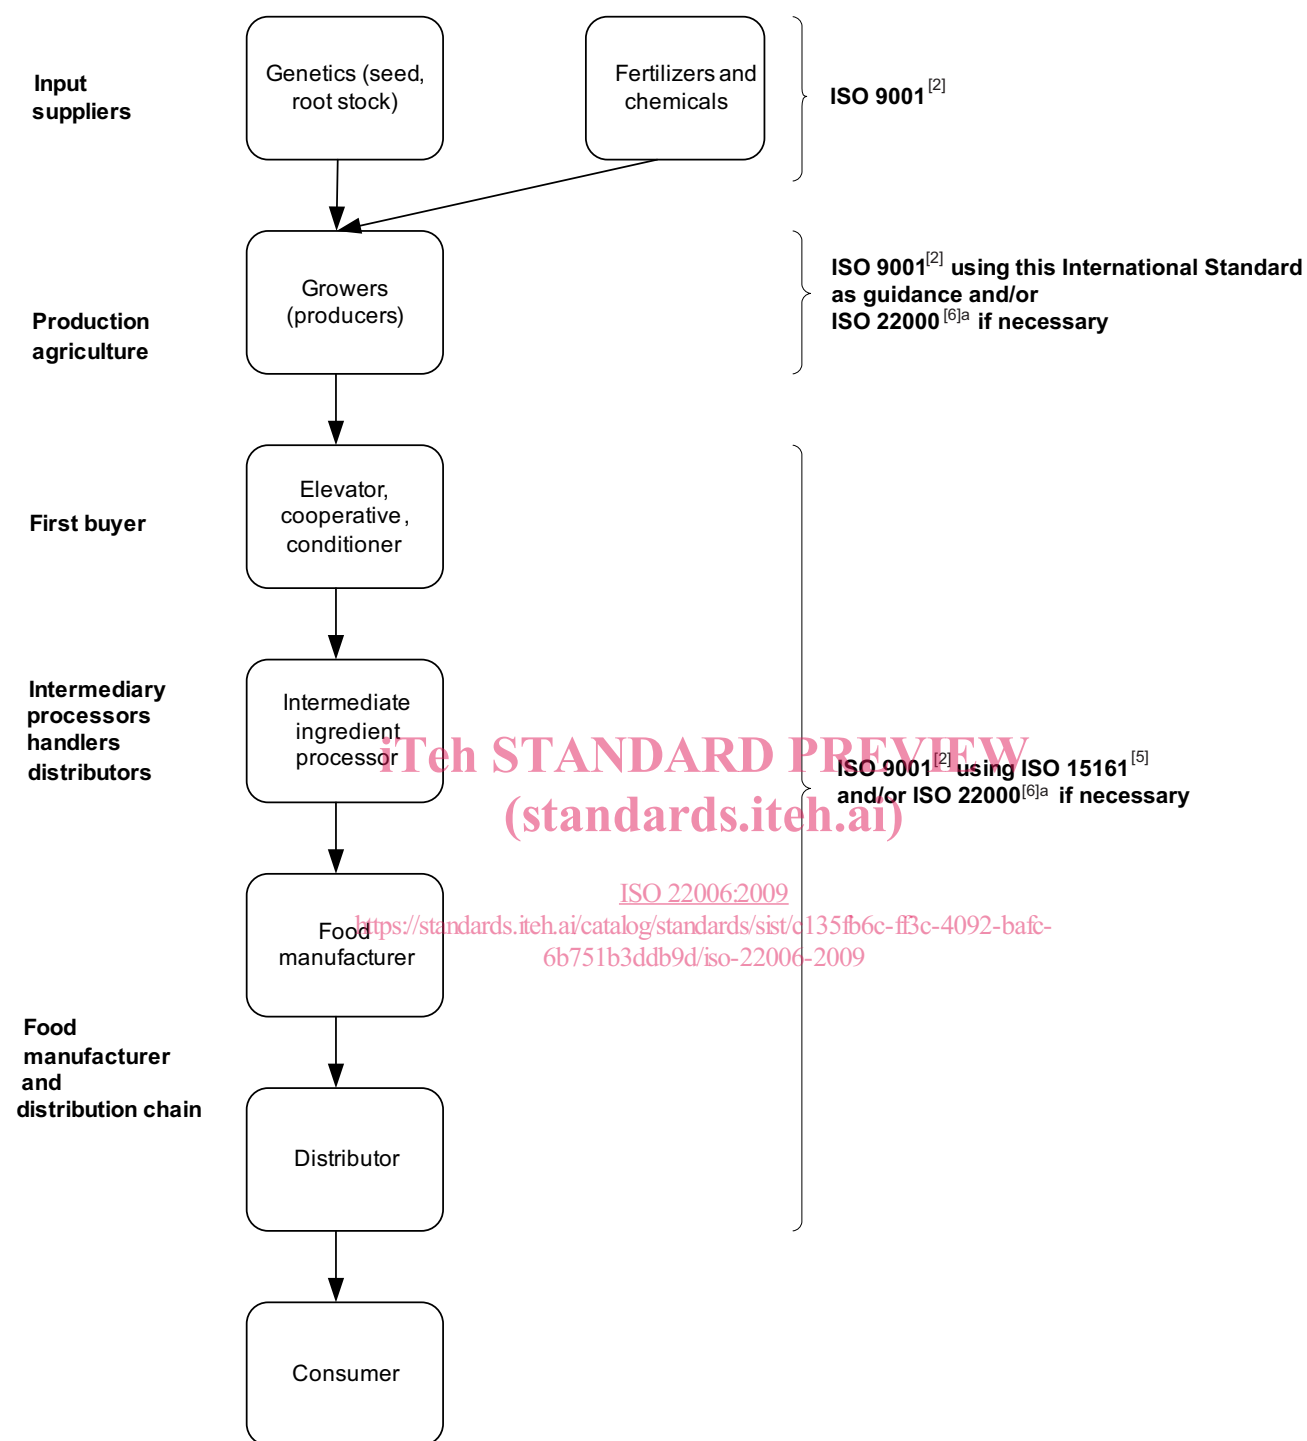 Input
suppliers
Genetics (seed,
root stock)
Fertilizers and
chemicals
ISO 9001[2]
Production
agriculture
Growers
(producers)
ISO 9001[2] using this International Standard
as guidance and/or
ISO 22000[6]a if necessary
First buyer
Elevator,
cooperative,
conditioner
Intermediary
processors
handlers
distributors
Intermediate
ingredient
processor
iTeh STANDARD PREVIEW
(standards.iteh.ai)
ISO 9001[2] using ISO 15161[5]
and/or ISO 22000[6]a if necessary
ISO 22006:2009
https://standards.iteh.ai/catalog/standards/sist/c135fb6c-ff3c-4092-bafc-
6b751b3ddb9d/iso-22006-2009
Food
manufacturer
Food
manufacturer
and
distribution chain
Distributor
Consumer